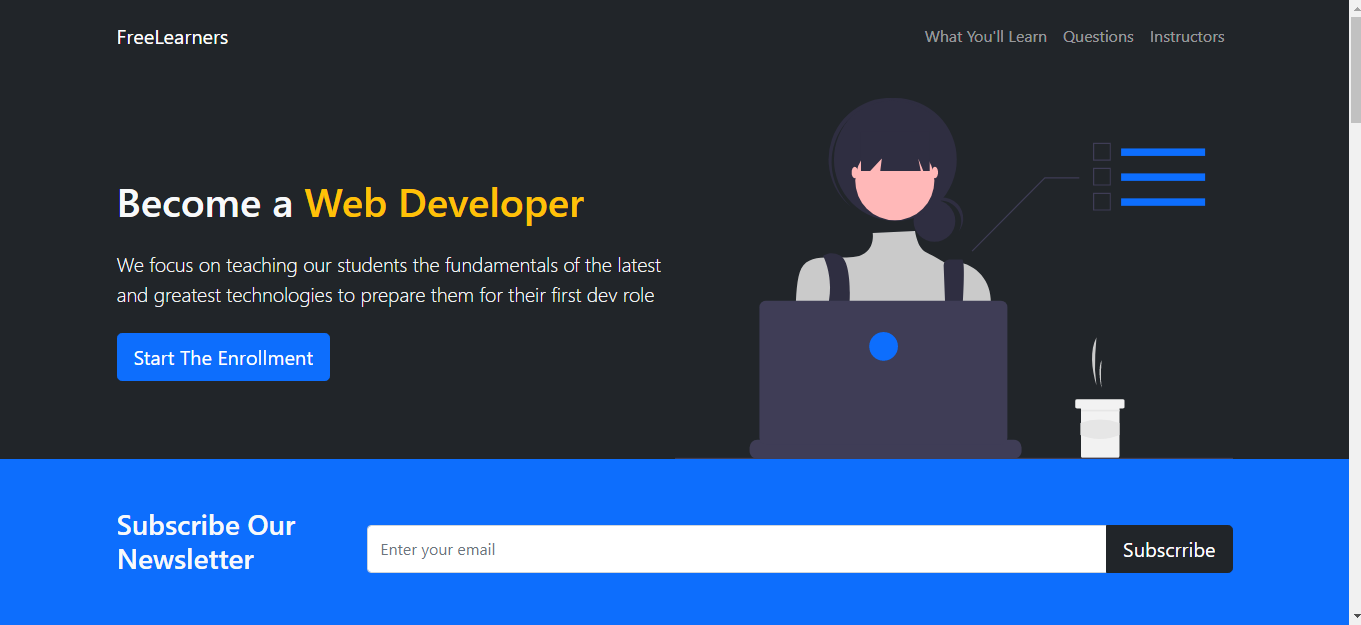 FreeLearners
What You'll Learn Questions Instructors
Become a Web Developer
We focus on teaching our students the fundamentals of the latest
and greatest technologies to prepare them for their first dev role
Start The Enrollment
Subscribe Our
Newsletter
Enter your email
Subscrribe